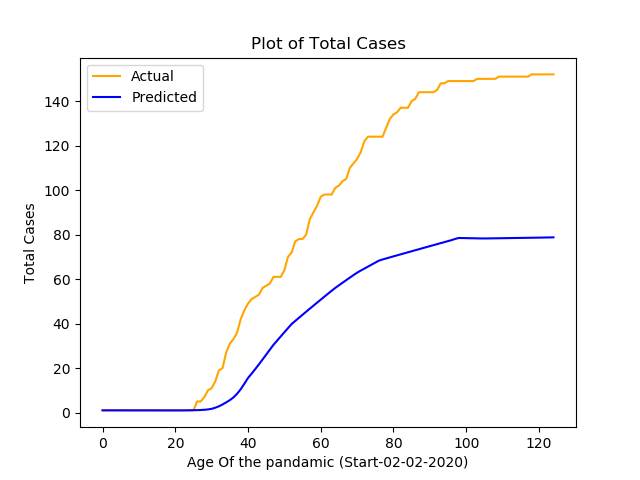 Plot of Total Cases
Actual
Predicted
140
120
100
80
60
40
20
0
Total Cases
0 20 40 60 80 100 120
Age Of the pandamic (Start-02-02-2020)